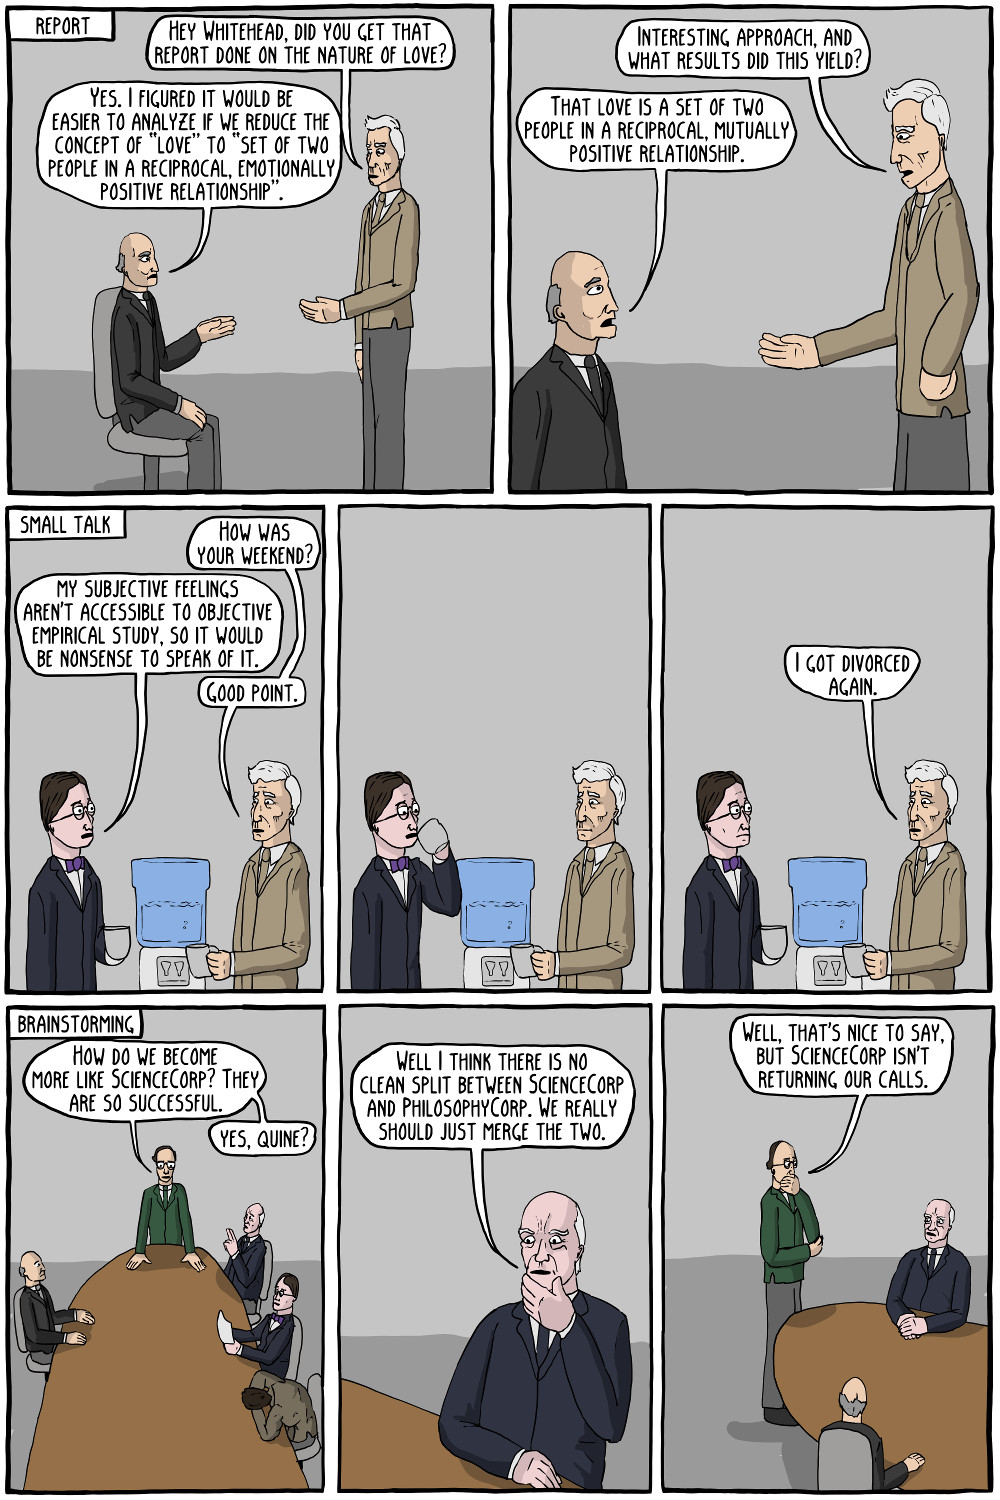 REPORT
HEY WHITEHEAD, DID YOU GET THAT
REPORT DONE ON THE NATURE OF LOVE?
YES. I FIGURED IT WOULD BE
EASIER TO ANALYZE IF WE REDUCE THE
CONCEPT OF "LOVE" TO "SET OF TWO
PEOPLE IN A RECIPROCAL, EMOTIONALLY
POSITIVE RELATIONSHIP".
INTERESTING APPROACH, AND
WHAT RESULTS DID THIS YIELD?
THAT LOVE IS A SET OF TWO
PEOPLE IN A RECIPROCAL, MUTUALLY
POSITIVE RELATIONSHIP.
SMALL TALK
HOW WAS
YOUR WEEKEND?
MY SUBJECTIVE FEELINGS
AREN'T ACCESSIBLE TO OBJECTIVE
EMPIRICAL STUDY, SO IT WOULD
BE NONSENSE TO SPEAK OF IT.
GOOD POINT.
I GOT DIVORCED
AGAIN.
BRAINSTORMING
HOW DO WE BECOME
MORE LIKE SCIENCECORP? THEY
ARE SO SUCCESSFUL.
YES, QUINE?
WELL I THINK THERE IS NO
CLEAN SPLIT BETWEEN SCIENCECORP
AND PHILOSOPHYCORP. WE REALLY
SHOULD JUST MERGE THE TWO.
WELL, THAT'S NICE TO SAY,
BUT SCIENCECORP ISN'T
RETURNING OUR CALLS.